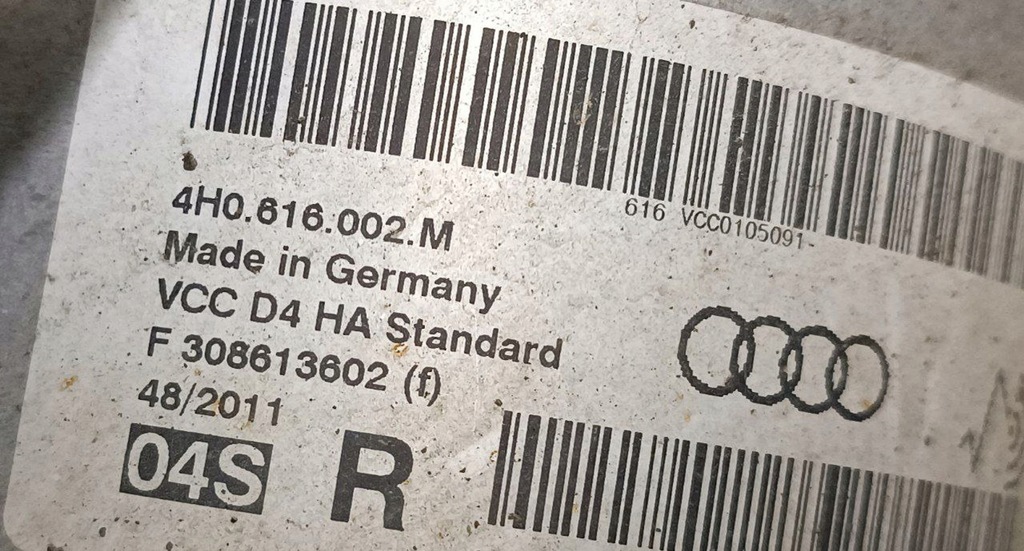 616 VCC0105091-
4H0.616.002.M
Made in Germany
VCC D4 HA Standard
F 308613602 (f)
48/2011
04S R